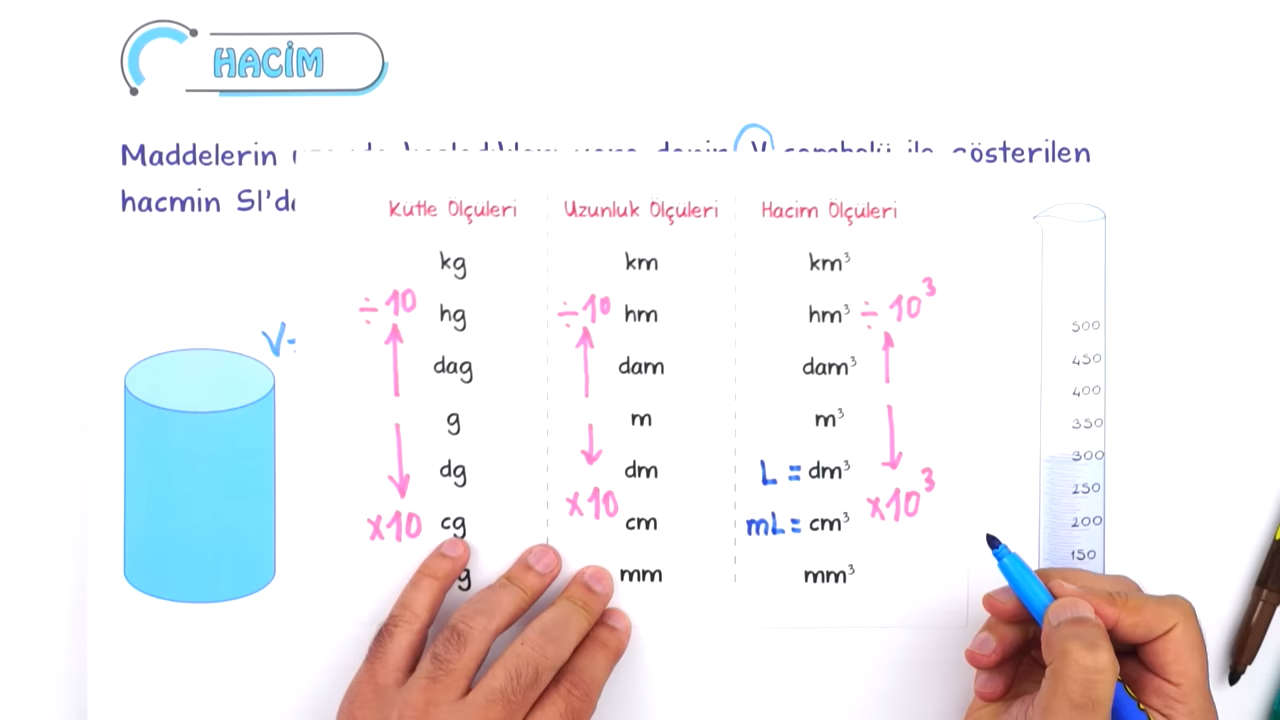 HACİM
Maddelerin
V gösterilen
hacmin SI'da
Kütle Ölçüleri Uzunluk Ölçüleri Hacim Ölçüleri
kg km km³
÷10 hg ÷10 hm hm³ ÷10³
dag dam dam³
g m m³
dg dm L = dm³
x10 cg x10 cm mL = cm³ x10³
g mm mm³
V=
500
450
400
350
300
250
200
150